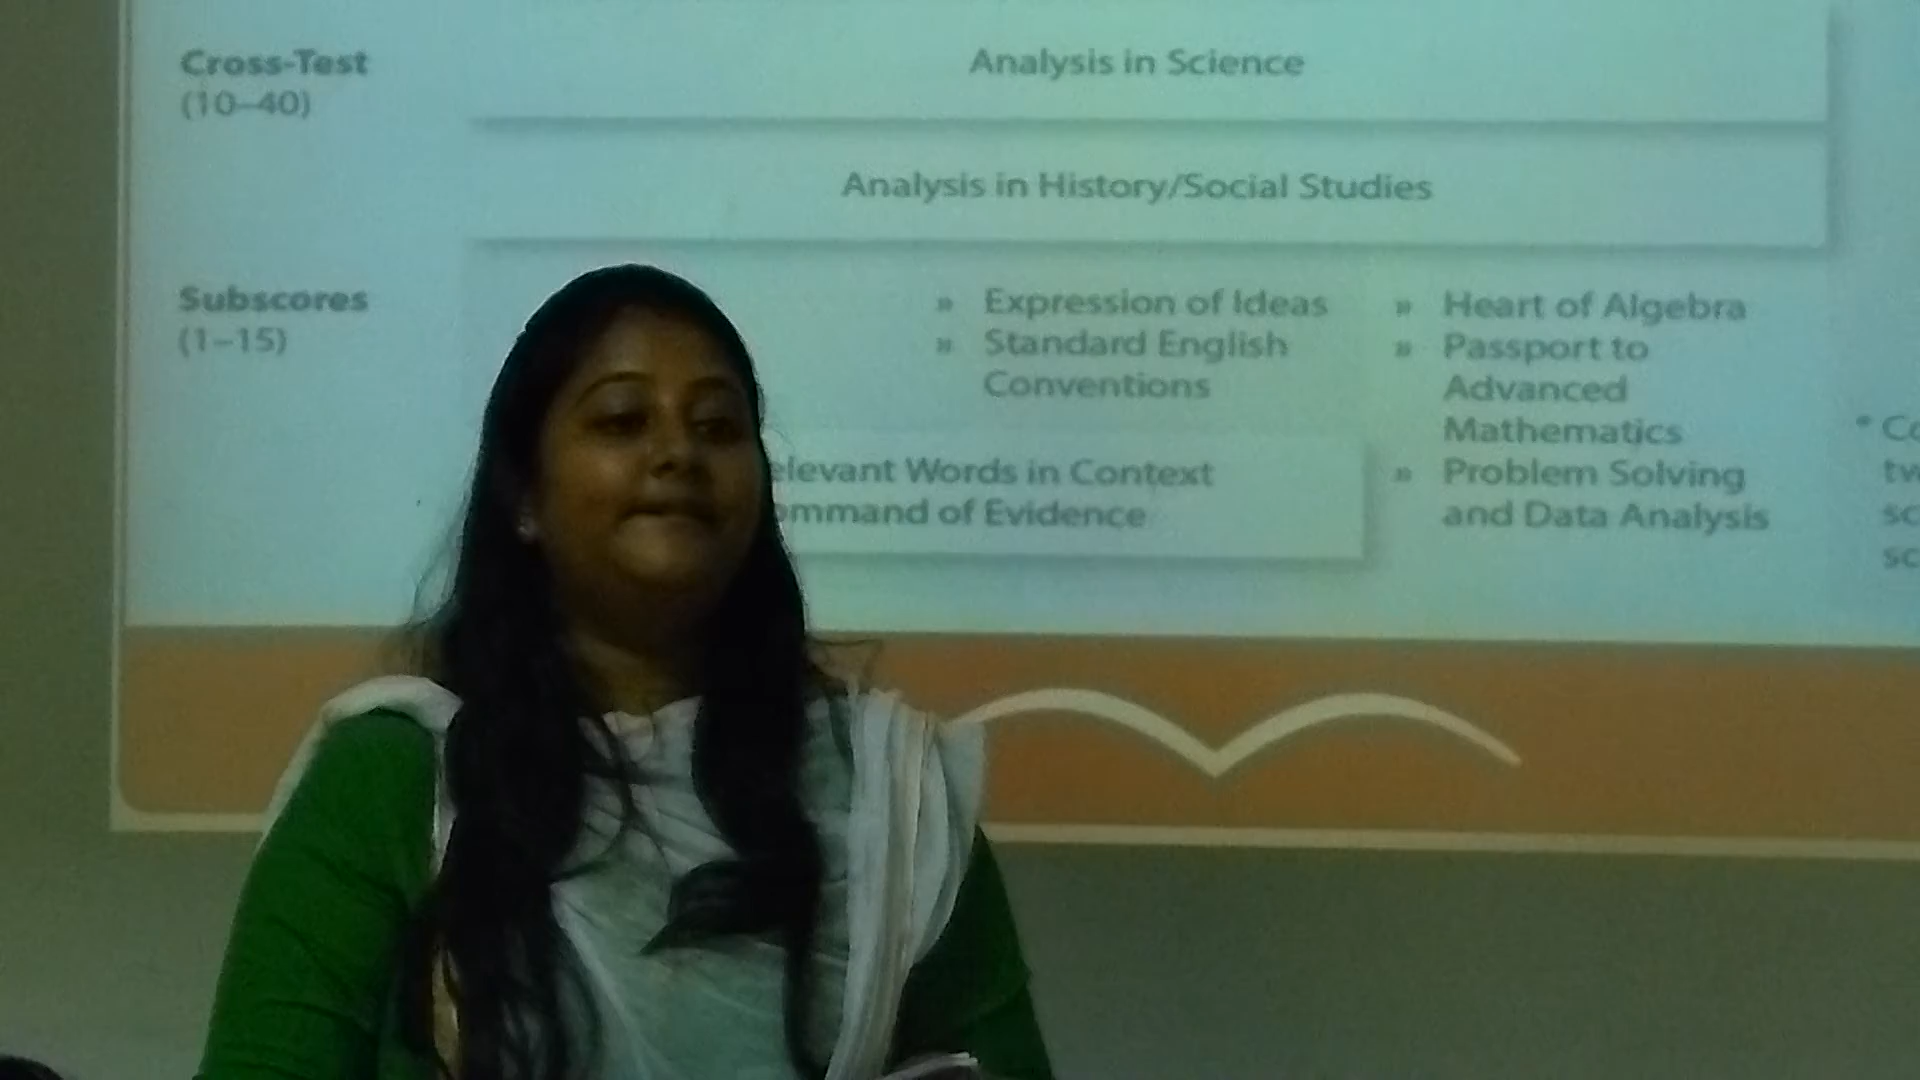 Cross-Test
(10–40)
Analysis in Science
Analysis in History/Social Studies
Subscores
(1–15)
» Expression of Ideas
» Standard English
Conventions
Words in Context
of Evidence
» Heart of Algebra
» Passport to
Advanced
Mathematics
» Problem Solving
and Data Analysis